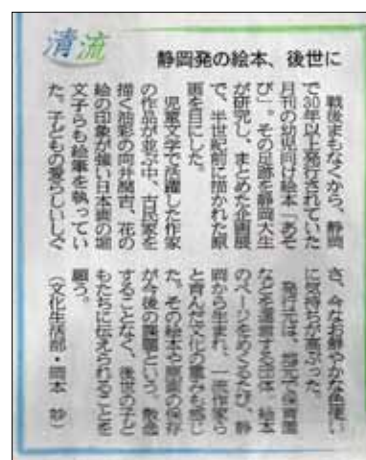 清流
静岡発の絵本、後世に
戦後まもなくから、静岡
で30年以上発行されていた
月刊の幼児向け絵本「あそ
び」。その足跡を静岡大生
が研究し、まとめた企画展
で、半世紀前に描かれた原
画を目にした。
児童文学で活躍した作家
の作品が並ぶ中、古民家を
描く油彩の向井潤吉、花の
絵の印象が強い日本画の堀
文子らも絵筆を執ってい
た。子どもの愛らしいしぐ
さ、今なお鮮やかな色使い
に気持ちが高ぶった。
発行元は、県元で保育園
などを運営する団体。絵本
のページをめくるたび、静
岡から生まれ、一流作家ら
と育んだ文化の重みも感じ
た。その絵本や原画の保存
が今後の課題という。散逸
することなく、後世の子ど
もたちに伝えられることを
願う。
(文化生活部・岡本 妙)